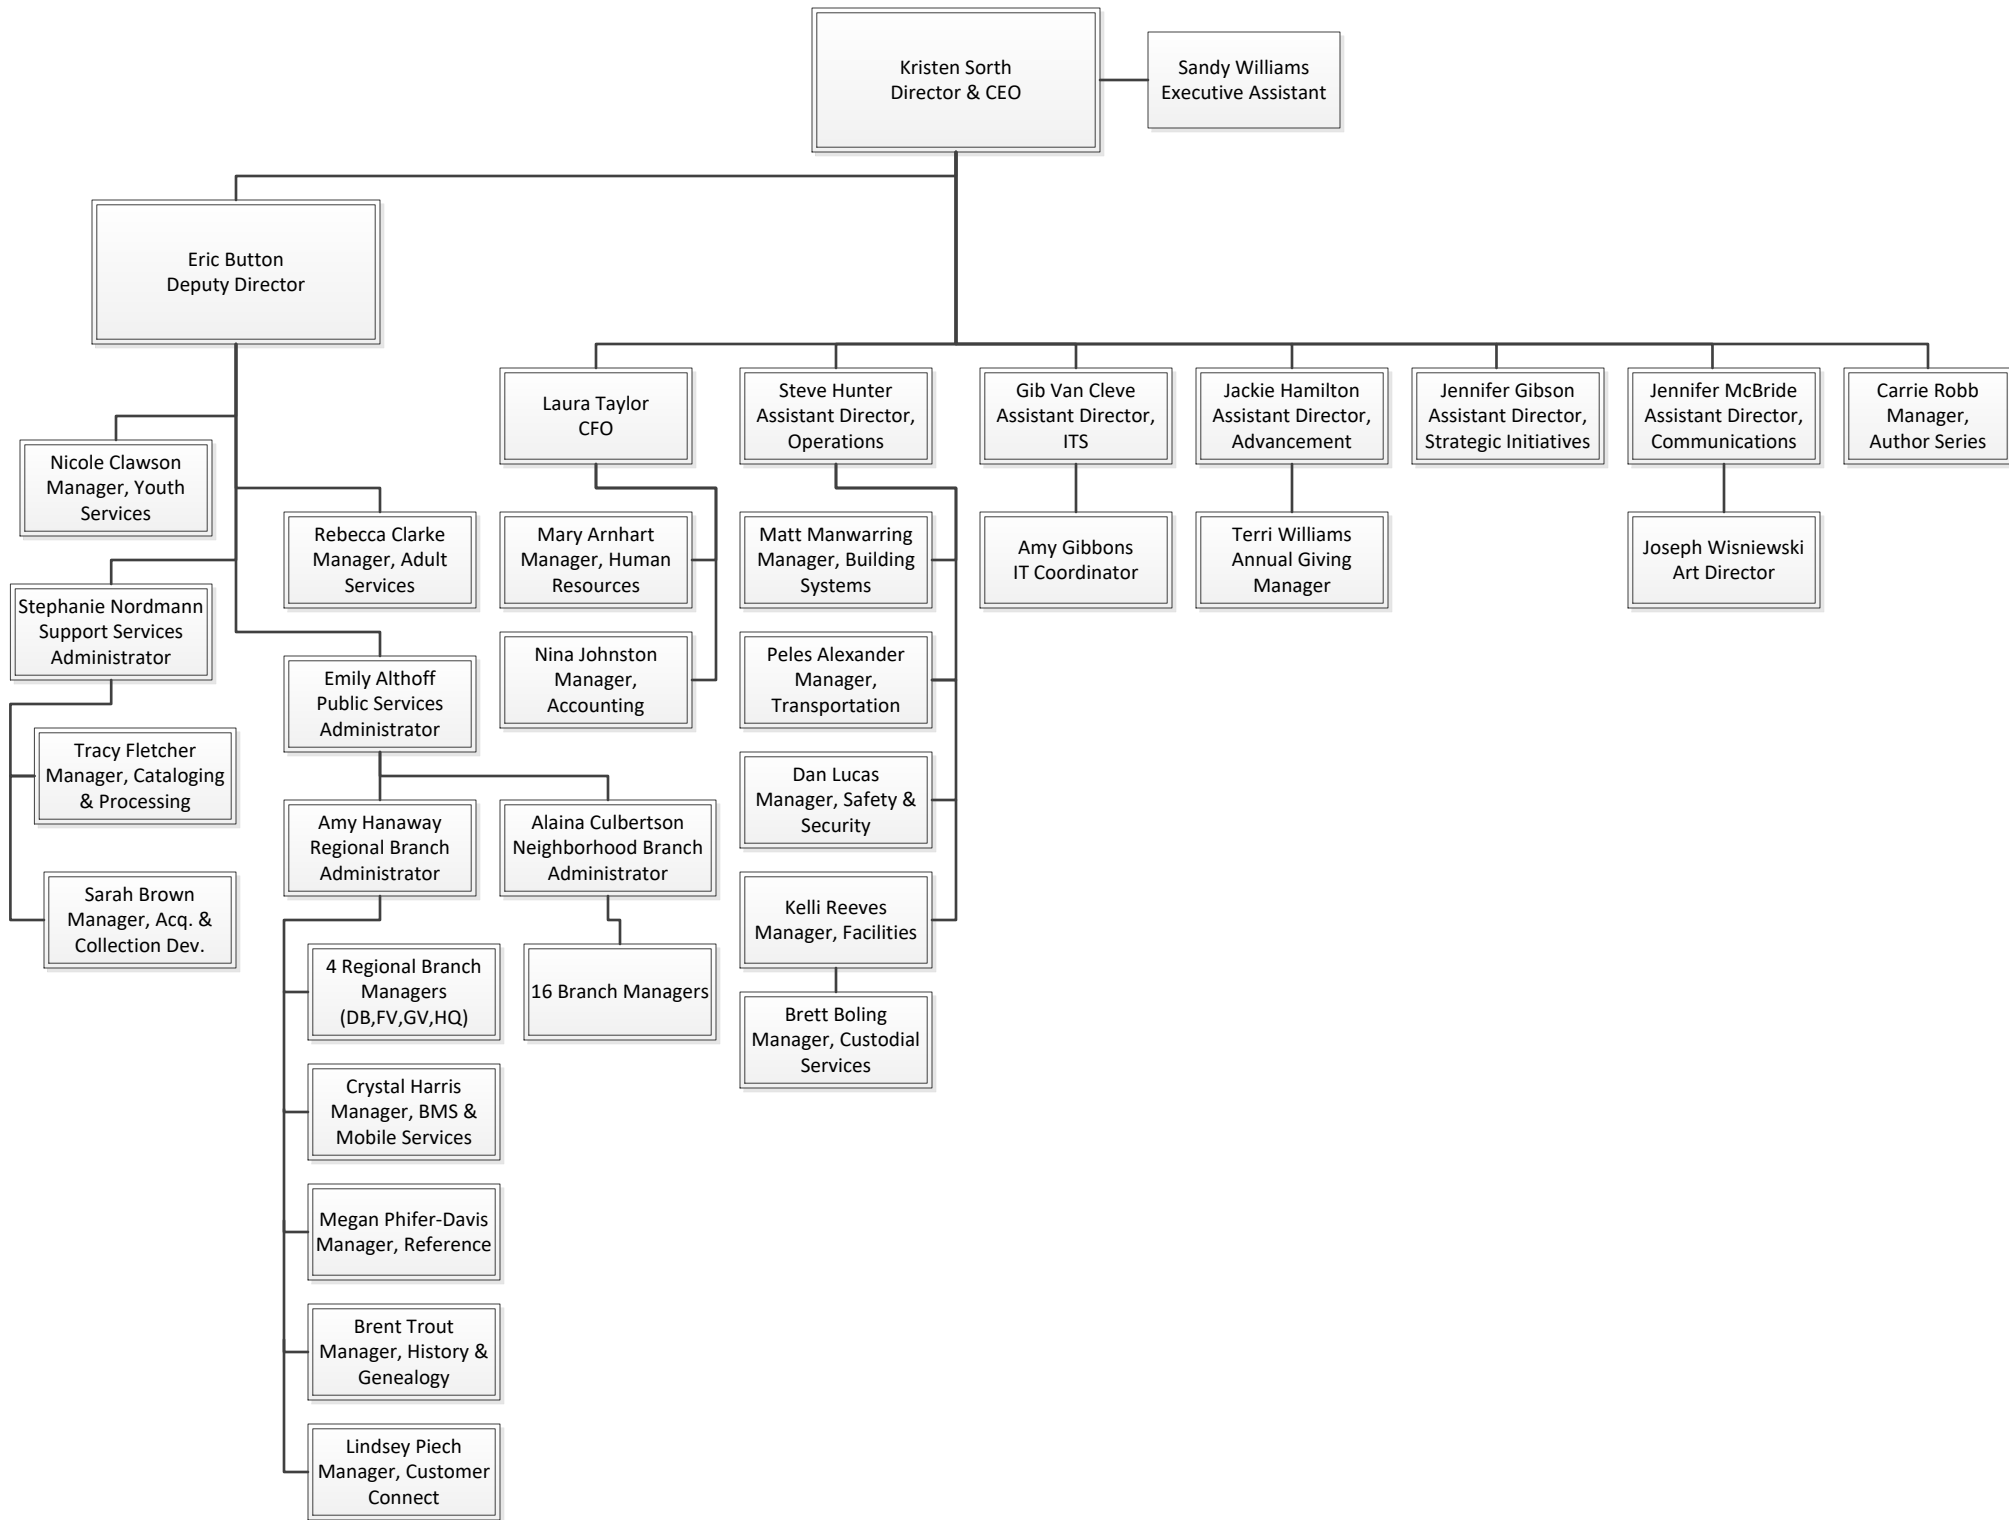 Kristen Sorth
Director & CEO
Sandy Williams
Executive Assistant
Eric Button
Deputy Director
Laura Taylor
CFO
Steve Hunter
Assistant Director,
Operations
Gib Van Cleve
Assistant Director,
ITS
Jackie Hamilton
Assistant Director,
Advancement
Jennifer Gibson
Assistant Director,
Strategic Initiatives
Jennifer McBride
Assistant Director,
Communications
Carrie Robb
Manager,
Author Series
Nicole Clawson
Manager, Youth
Services
Rebecca Clarke
Manager, Adult
Services
Mary Arnhart
Manager, Human
Resources
Matt Manwarring
Manager, Building
Systems
Amy Gibbons
IT Coordinator
Terri Williams
Annual Giving
Manager
Joseph Wisniewski
Art Director
Stephanie Nordmann
Support Services
Administrator
Emily Althoff
Public Services
Administrator
Nina Johnston
Manager,
Accounting
Peles Alexander
Manager,
Transportation
Tracy Fletcher
Manager, Cataloging
& Processing
Amy Hanaway
Regional Branch
Administrator
Alaina Culbertson
Neighborhood Branch
Administrator
Dan Lucas
Manager, Safety &
Security
Sarah Brown
Manager, Acq. &
Collection Dev.
4 Regional Branch
Managers
(DB,FV,GV,HQ)
16 Branch Managers
Kelli Reeves
Manager, Facilities
Brett Boling
Manager, Custodial
Services
Crystal Harris
Manager, BMS &
Mobile Services
Megan Phifer-Davis
Manager, Reference
Brent Trout
Manager, History &
Genealogy
Lindsey Piech
Manager, Customer
Connect